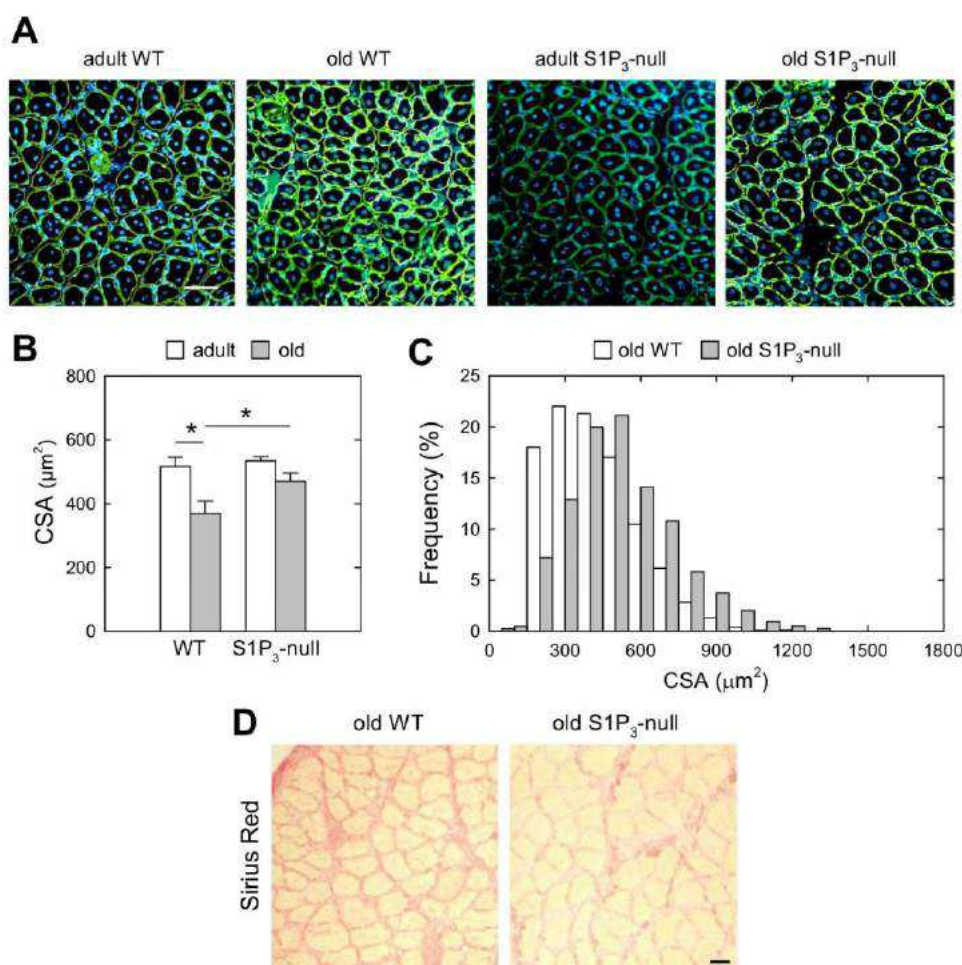 A
adult WT
old WT
adult S1P₃-null
old S1P₃-null
B
adult
old
CSA (μm²)
800
600
400
200
0
*
*
WT
S1P₃-null
C
old WT
old S1P₃-null
Frequency (%)
25
20
15
10
5
0
0 300 600 900 1200 1500 1800
CSA (μm²)
D
old WT
old S1P₃-null
Sirius Red